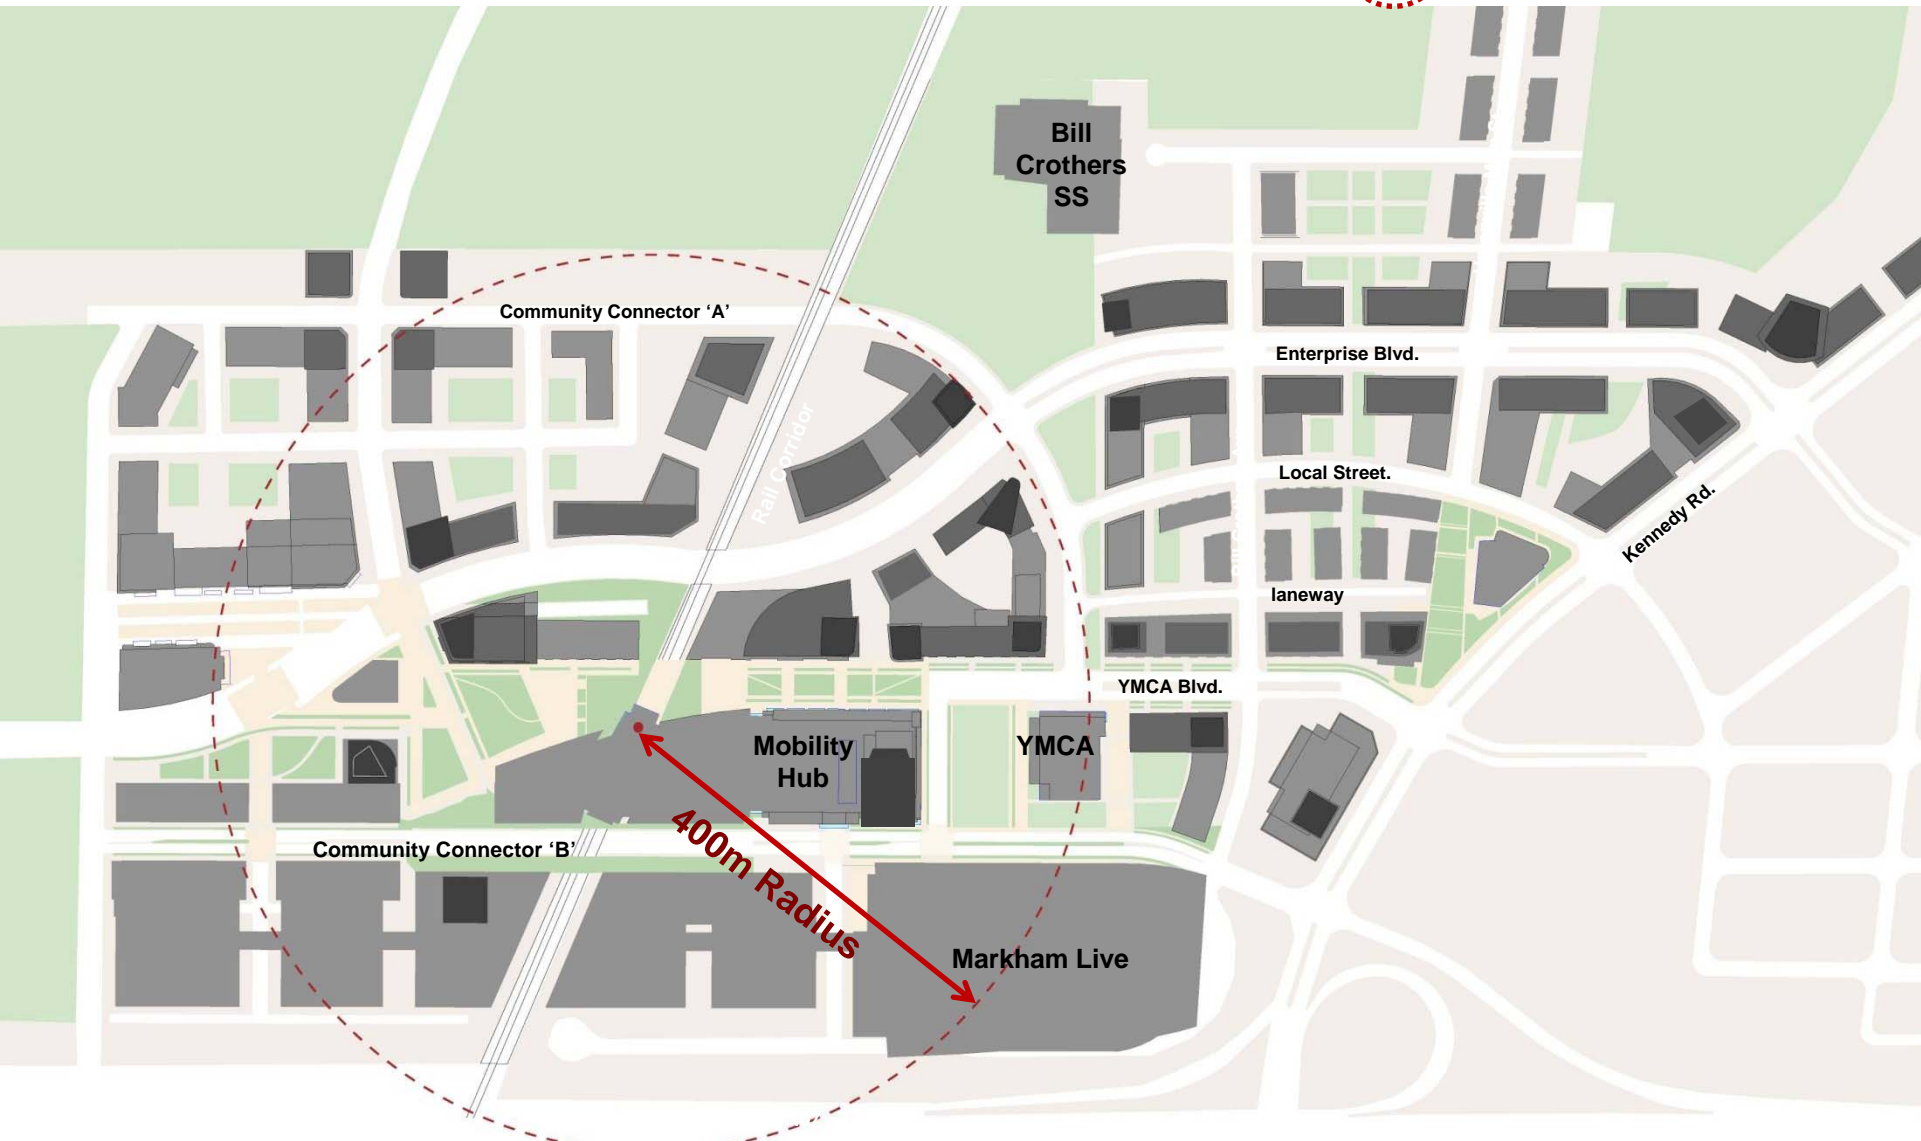 Bill
Crothers
SS
Community Connector ‘A’
Enterprise Blvd.
Rail Corridor
Local Street.
Kennedy Rd.
laneway
YMCA Blvd.
Mobility
Hub
YMCA
400m Radius
Community Connector ‘B’
Markham Live